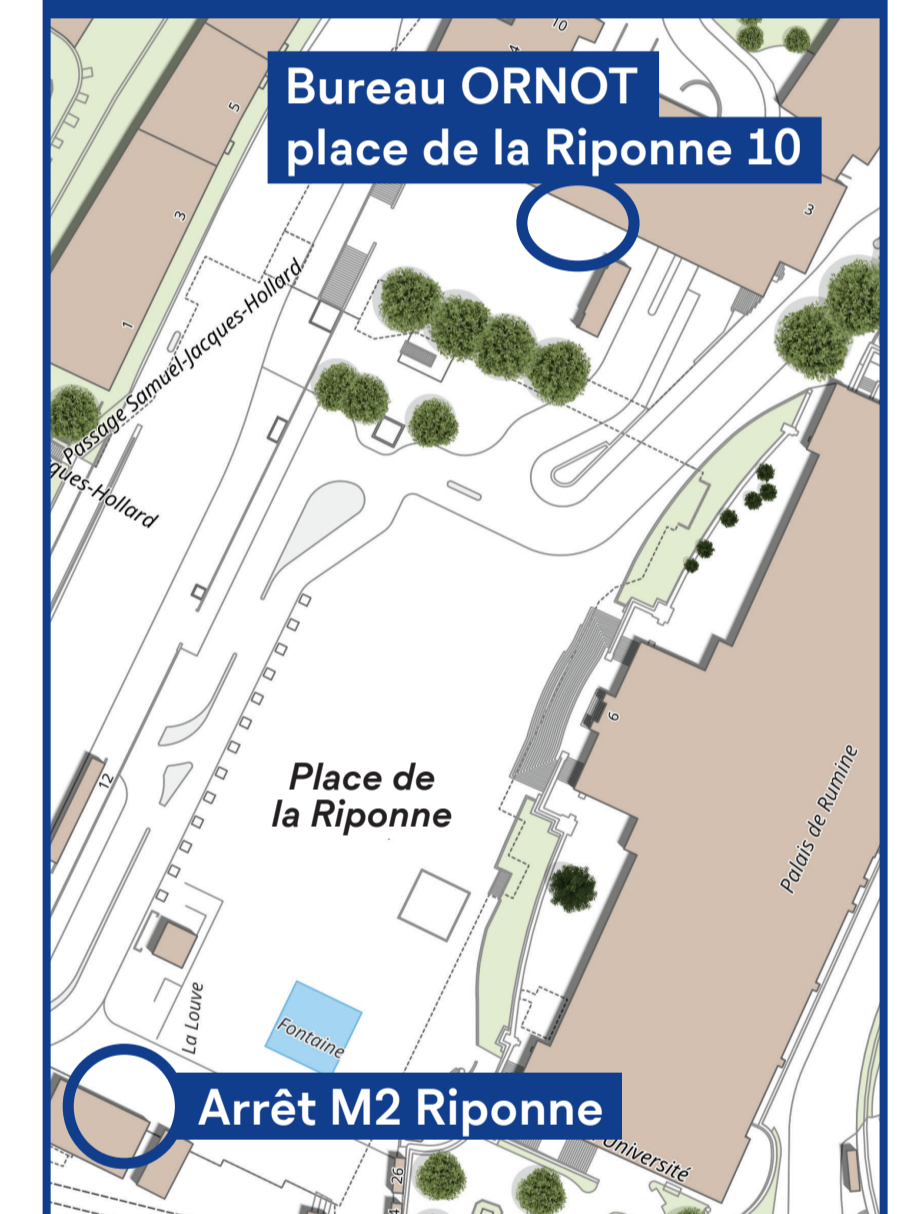 10
4
Bureau ORNOT
place de la Riponne 10
5
3
3
1
Passage Samuel-Jacques-Hollard
ques-Hollard
6
12
Place de
la Riponne
Palais de Rumine
La Louve
Fontaine
Arrêt M2 Riponne
Université
26